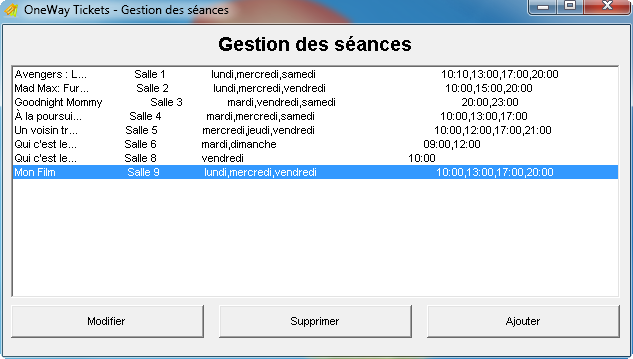 OneWay Tickets - Gestion des séances
Gestion des séances
Avengers : L... Salle 1 lundi,mercredi,samedi 10:10,13:00,17:00,20:00
Mad Max: Fur... Salle 2 lundi,mercredi,vendredi 10:00,15:00,20:00
Goodnight Mommy Salle 3 mardi,vendredi,samedi 20:00,23:00
À la poursui... Salle 4 mardi,mercredi,samedi 10:00,13:00,17:00
Un voisin tr... Salle 5 mercredi,jeudi,vendredi 10:00,12:00,17:00,21:00
Qui c'est le... Salle 6 mardi,dimanche 09:00,12:00
Qui c'est le... Salle 8 vendredi 10:00
Mon Film Salle 9 lundi,mercredi,vendredi 10:00,13:00,17:00,20:00
Modifier Supprimer Ajouter